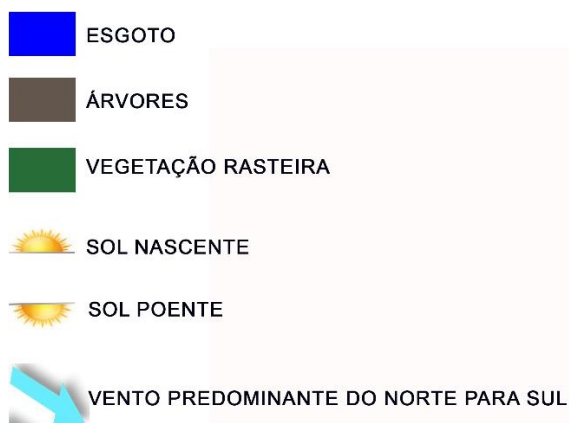 ESGOTO
ÁRVORES
VEGETAÇÃO RASTEIRA
SOL NASCENTE
SOL POENTE
VENTO PREDOMINANTE DO NORTE PARA SUL